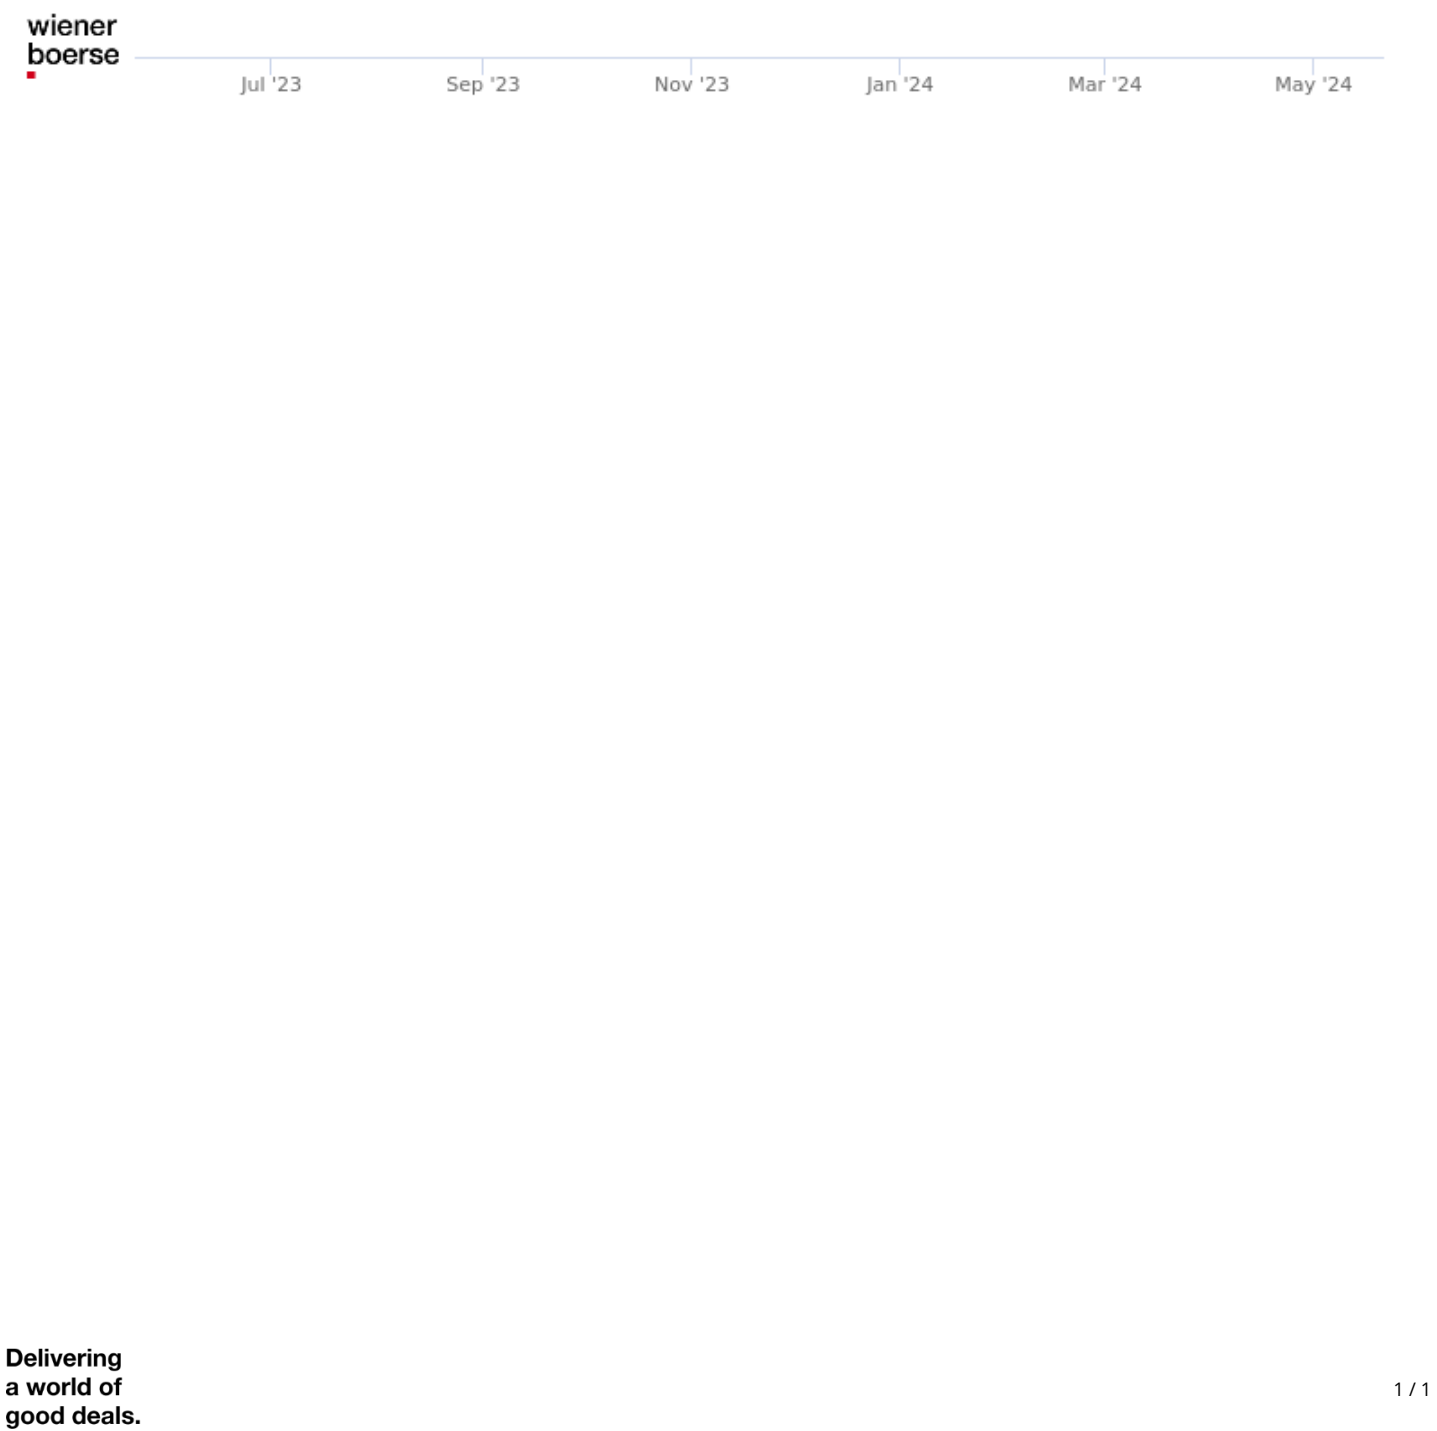 wiener
boerse
Jul '23 Sep '23 Nov '23 Jan '24 Mar '24 May '24
Delivering
a world of
good deals.
1 / 1